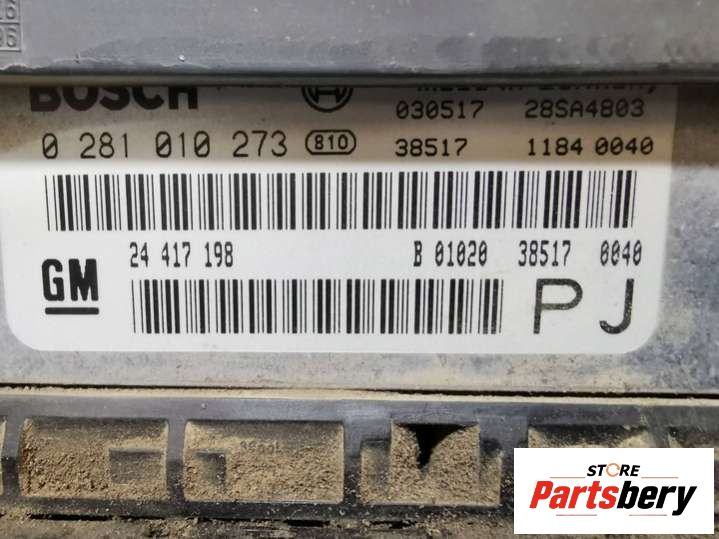 BOSCH
030517 28SA4803
0 281 010 273 810 38517 1184 0040
24 417 198 B 01020 38517 0040
GM
PJ
STORE
Partsbery